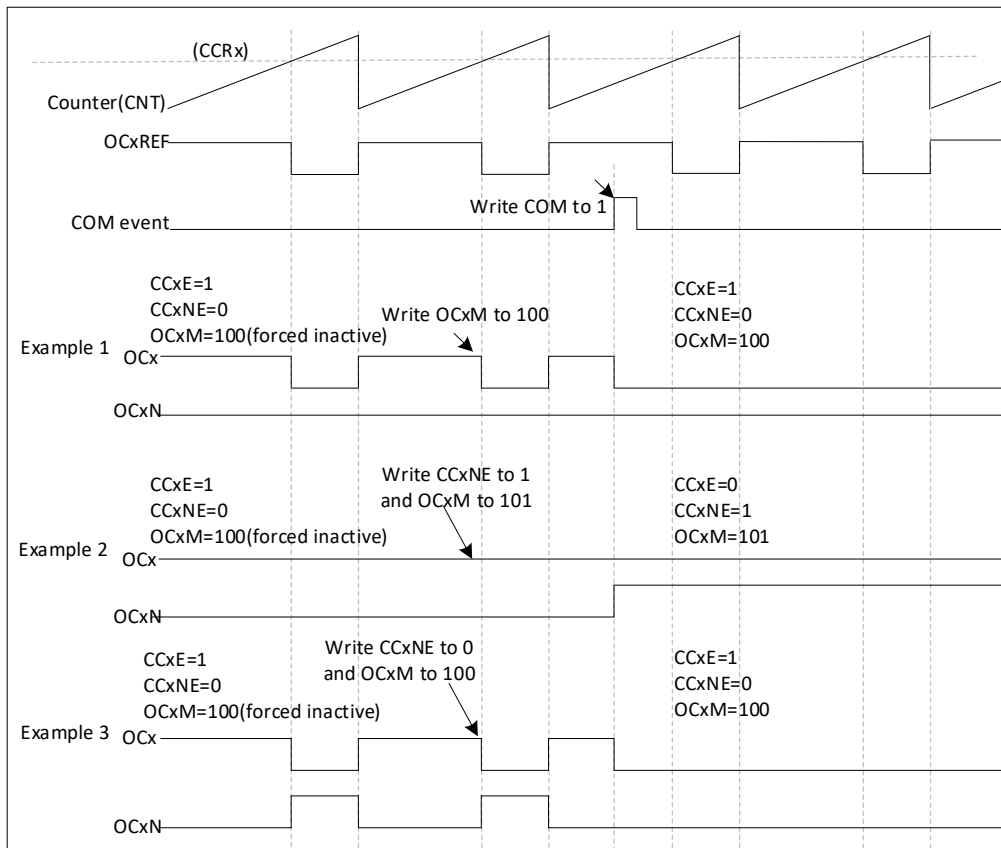 (CCRx)
Counter(CNT)
OCxREF
Write COM to 1
COM event
CCxE=1
CCxNE=0
OCxM=100(forced inactive)
Write OCxM to 100
CCxE=1
CCxNE=0
OCxM=100
Example 1
OCx
OCxN
CCxE=1
CCxNE=0
OCxM=100(forced inactive)
Write CCxNE to 1
and OCxM to 101
CCxE=0
CCxNE=1
OCxM=101
Example 2
OCx
OCxN
CCxE=1
CCxNE=0
OCxM=100(forced inactive)
Write CCxNE to 0
and OCxM to 100
CCxE=1
CCxNE=0
OCxM=100
Example 3
OCx
OCxN